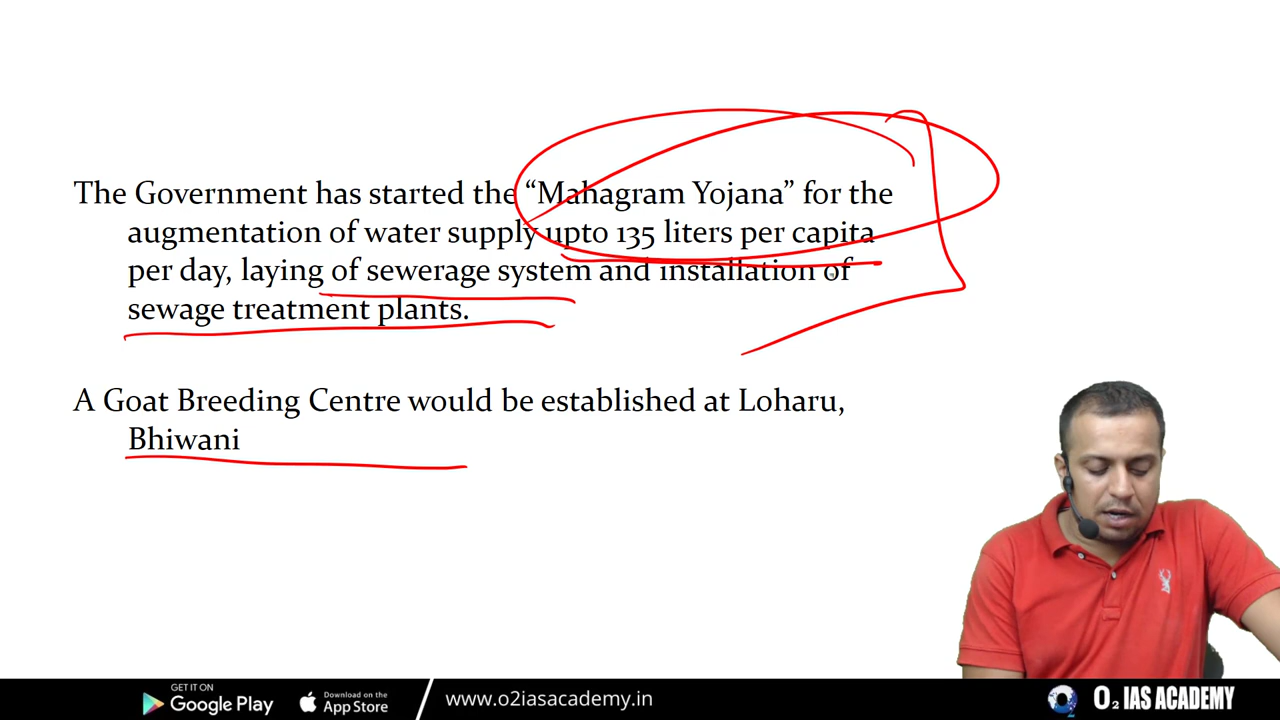 The Government has started the “Mahagram Yojana” for the
augmentation of water supply upto 135 liters per capita
per day, laying of sewerage system and installation of
sewage treatment plants.
A Goat Breeding Centre would be established at Loharu,
Bhiwani
GET IT ON
Google Play
Download on the
App Store
www.o2iasacademy.in
O2 IAS ACADEMY